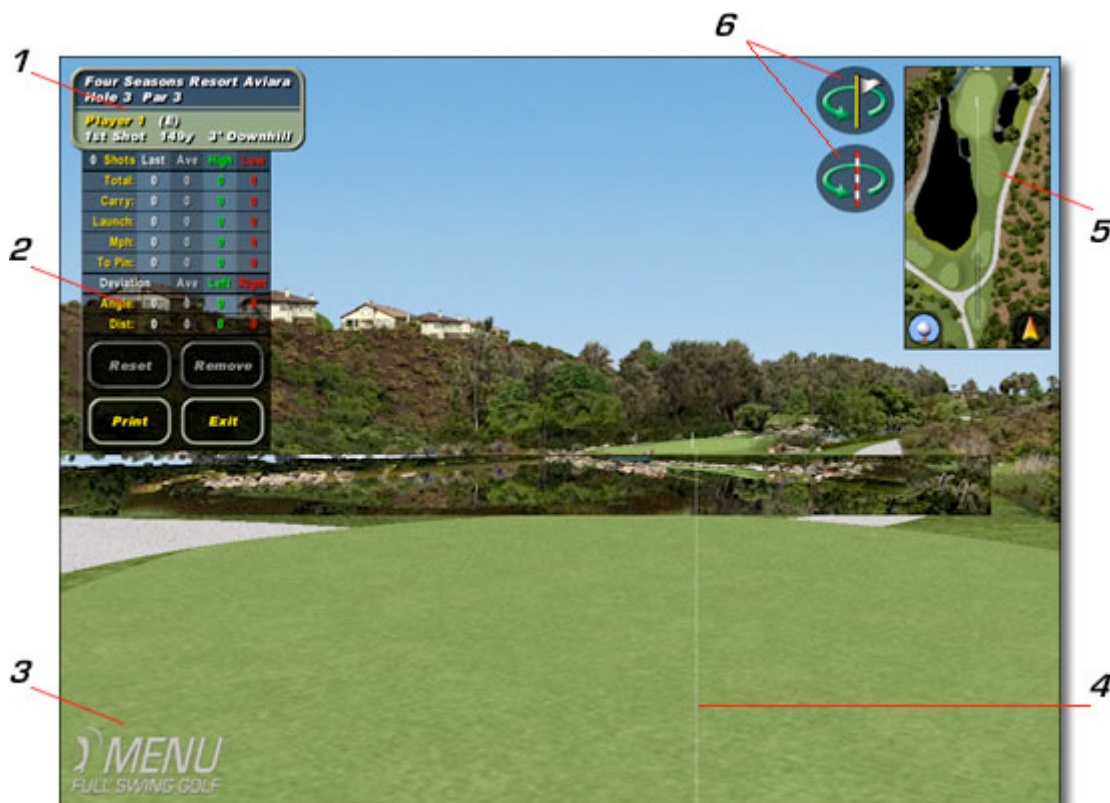 6
1
Four Seasons Resort Aviara
Hole 3 Par 3
Player 1 (E)
1st Shot 149y 3' Downhill
0 Shots Last Ave High Low
Total: 0 0 0 0
Carry: 0 0 0 0
Launch: 0 0 0 0
Mph: 0 0 0 0
To Pin: 0 0 0 0
Deviation Ave Left Right
Angle: 0 0 0 0
Dist: 0 0 0 0
Reset Remove
Print Exit
5
2
3
4
MENU
FULL SWING GOLF